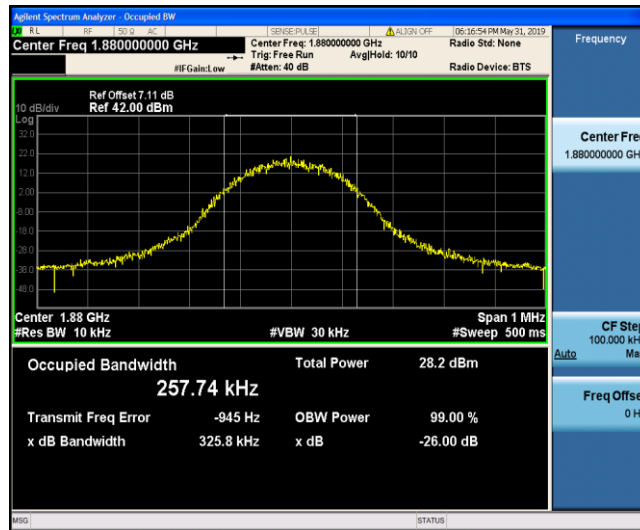 Agilent Spectrum Analyzer - Occupied BW
RL RF 50 Ω AC SENSE:PULSE ALIGN OFF 06:16:54 PM May 31, 2019
Center Freq 1.880000000 GHz
Center Freq: 1.880000000 GHz
Radio Std: None
Trig: Free Run Avg|Hold: 10/10
#IFGain:Low #Atten: 40 dB Radio Device: BTS
Frequency
Ref Offset 7.11 dB
10 dB/div Ref 42.00 dBm
Log
32.0
22.0
12.0
2.00
-8.00
-18.0
-28.0
-38.0
-48.0
Center 1.88 GHz Span 1 MHz
#Res BW 10 kHz #VBW 30 kHz #Sweep 500 ms
Occupied Bandwidth Total Power 28.2 dBm
257.74 kHz
Transmit Freq Error -945 Hz OBW Power 99.00 %
x dB Bandwidth 325.8 kHz x dB -26.00 dB
Center Fre
1.880000000 GH
CF Step
100.000 kH
Auto Ma
Freq Offse
0 H
MSG STATUS